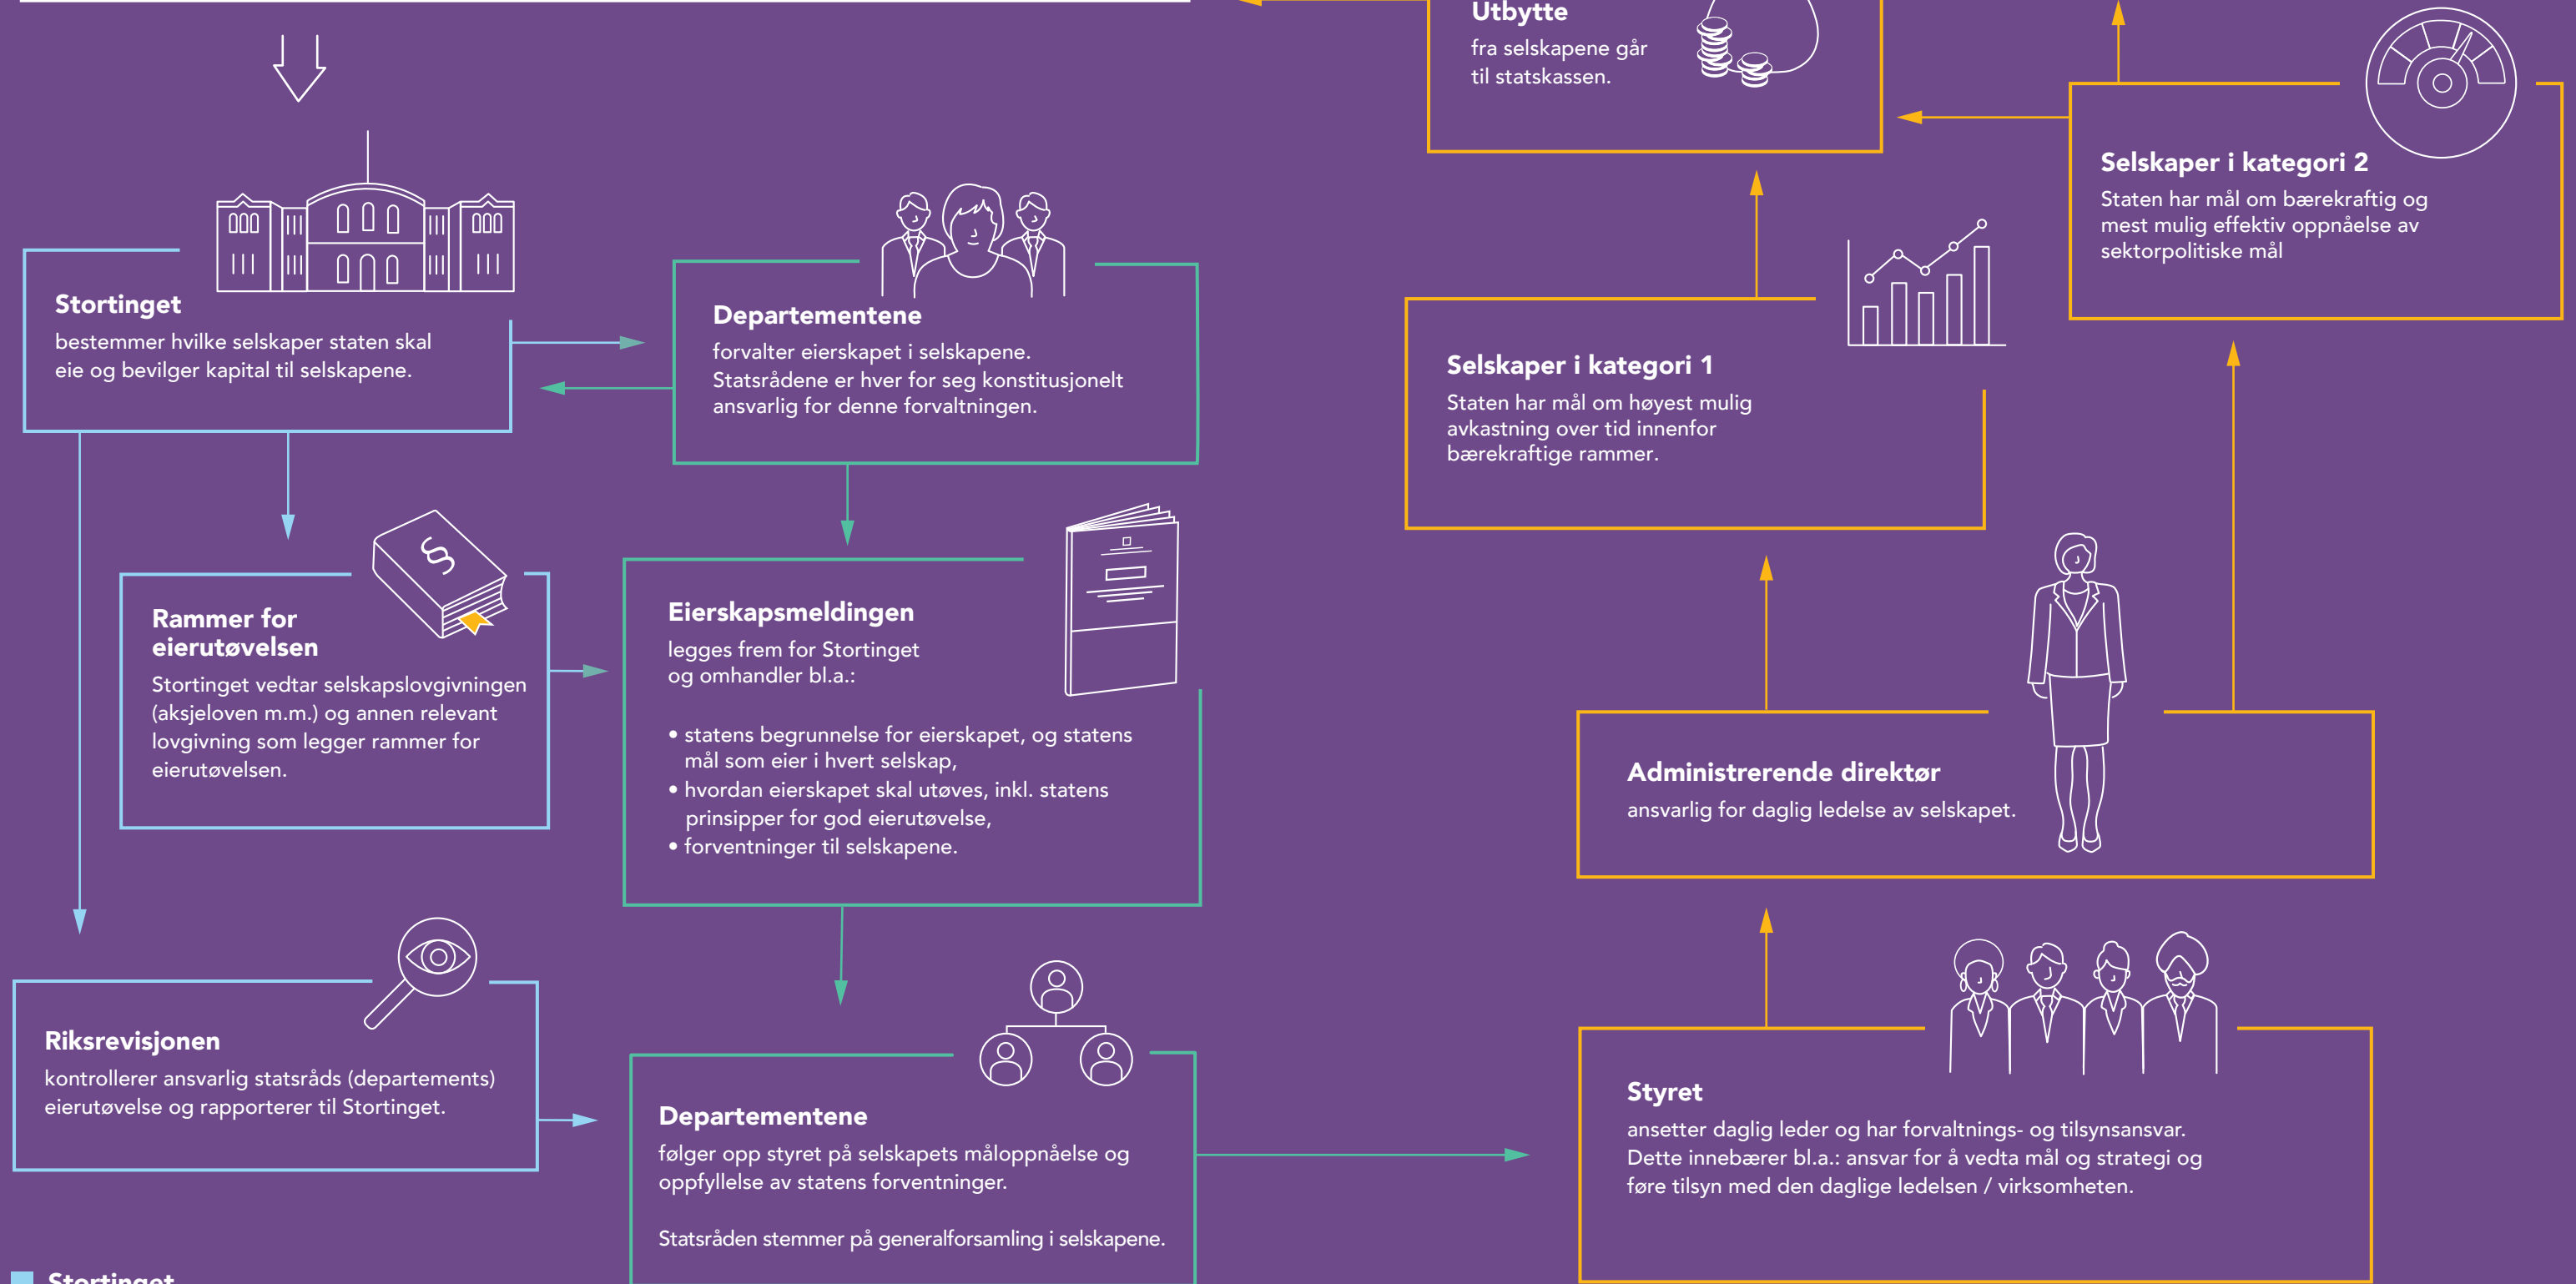 Utbytte
fra selskapene går
til statskassen.
Selskaper i kategori 2
Staten har mål om bærekraftig og
mest mulig effektiv oppnåelse av
sektorpolitiske mål
Stortinget
bestemmer hvilke selskaper staten skal
eie og bevilger kapital til selskapene.
Departementene
forvalter eierskapet i selskapene.
Statsrådene er hver for seg konstitusjonelt
ansvarlig for denne forvaltningen.
Selskaper i kategori 1
Staten har mål om høyest mulig
avkastning over tid innenfor
bærekraftige rammer.
§
Rammer for
eierutøvelsen
Stortinget vedtar selskapslovgivningen
(aksjeloven m.m.) og annen relevant
lovgivning som legger rammer for
eierutøvelsen.
Eierskapsmeldingen
legges frem for Stortinget
og omhandler bl.a.:
• statens begrunnelse for eierskapet, og statens
mål som eier i hvert selskap,
• hvordan eierskapet skal utøves, inkl. statens
prinsipper for god eierutøvelse,
• forventninger til selskapene.
Administrerende direktør
ansvarlig for daglig ledelse av selskapet.
Riksrevisjonen
kontrollerer ansvarlig statsråds (departements)
eierutøvelse og rapporterer til Stortinget.
Departementene
følger opp styret på selskapets måloppnåelse og
oppfyllelse av statens forventninger.
Statsråden stemmer på generalforsamling i selskapene.
Styret
ansetter daglig leder og har forvaltnings- og tilsynsansvar.
Dette innebærer bl.a.: ansvar for å vedta mål og strategi og
føre tilsyn med den daglige ledelsen / virksomheten.
Stortinget